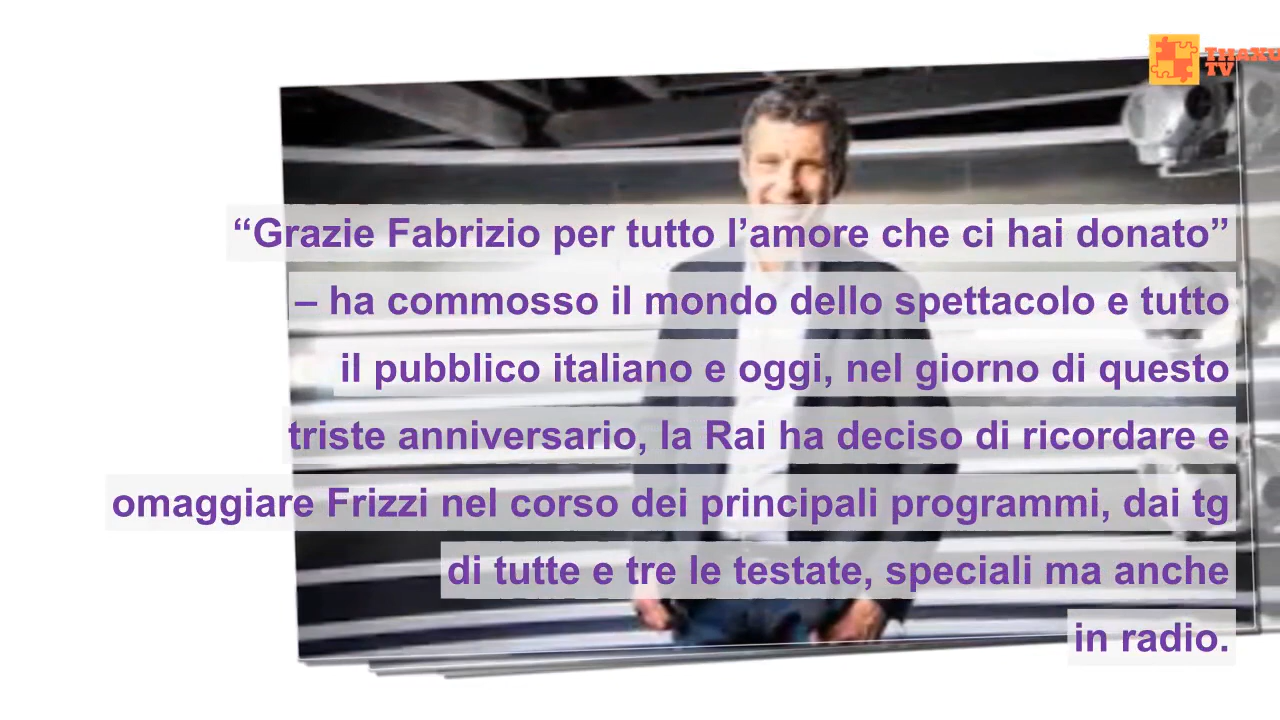 “Grazie Fabrizio per tutto l’amore che ci hai donato”
– ha commosso il mondo dello spettacolo e tutto
il pubblico italiano e oggi, nel giorno di questo
triste anniversario, la Rai ha deciso di ricordare e
omaggiare Frizzi nel corso dei principali programmi, dai tg
di tutte e tre le testate, speciali ma anche
in radio.
TV